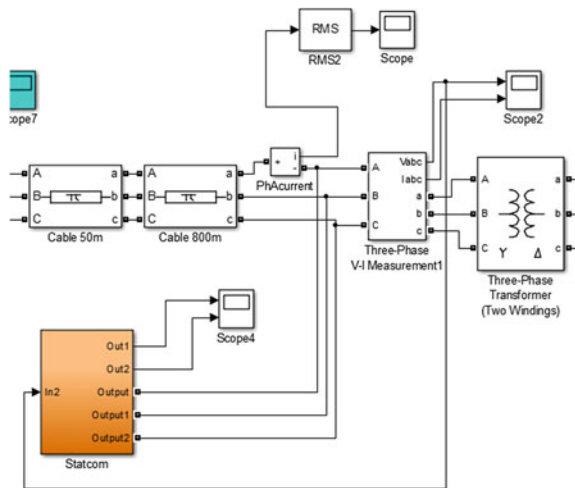 RMS
RMS2
Scope
cope7
Scope2
A a
B b
C c
Cable 50m
A a
B b
C c
Cable 800m
+ i
-
PhAcurrent
Vabc
A Iabc
a
B b
C c
Three-Phase
V-I Measurement1
A a
B b
C c
Y Δ
Three-Phase
Transformer
(Two Windings)
Scope4
Out1
Out2
In2 Output
Output1
Output2
Statcom